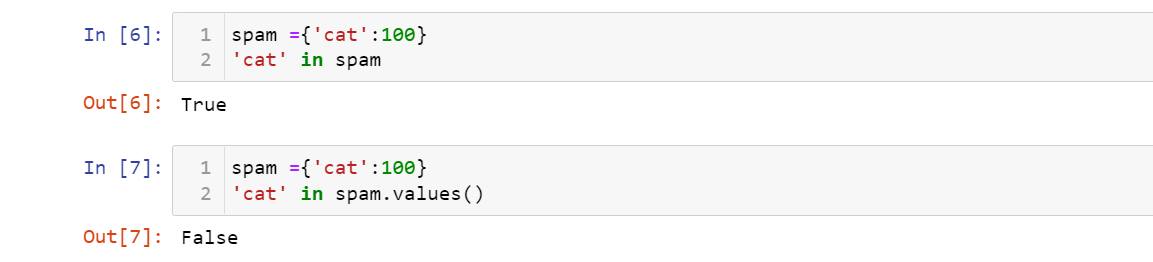 In [6]: 1 spam ={'cat':100}
2 'cat' in spam
Out[6]: True
In [7]: 1 spam ={'cat':100}
2 'cat' in spam.values()
Out[7]: False